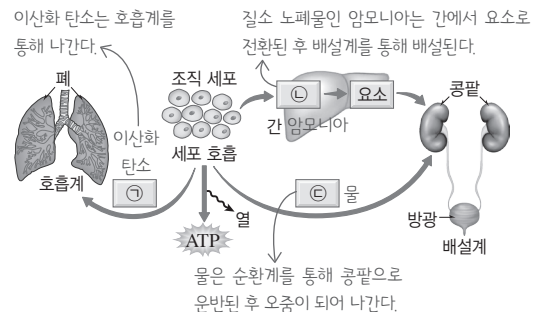 이산화 탄소는 호흡계를
통해 나간다.
질소 노폐물인 암모니아는 간에서 요소로
전환된 후 배설계를 통해 배설된다.
폐
조직 세포
㉡
요소
콩팥
간 암모니아
이산화
탄소
세포 호흡
호흡계
㉠
㉢ 물
열
ATP
방광
배설계
물은 순환계를 통해 콩팥으로
운반된 후 오줌이 되어 나간다.